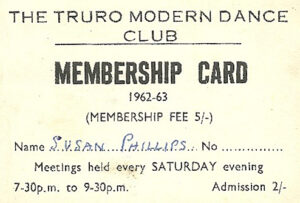 THE TRURO MODERN DANCE
CLUB
MEMBERSHIP CARD
1962-63
(MEMBERSHIP FEE 5/-)
Name SUSAN PHILLIPS No. ...............
Meetings held every SATURDAY evening
7-30p.m. to 9-30p.m. Admission 2/-